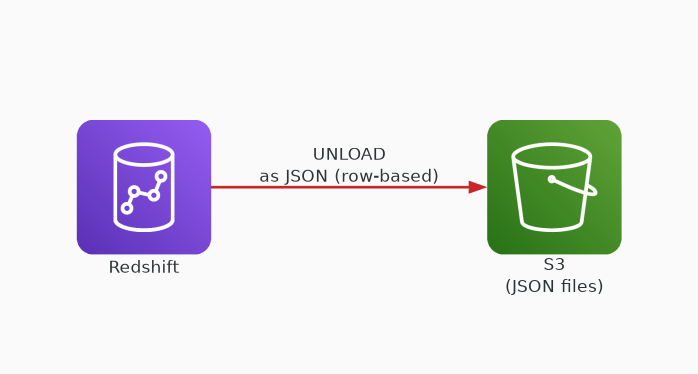 UNLOAD
as JSON (row-based)
Redshift
S3
(JSON files)